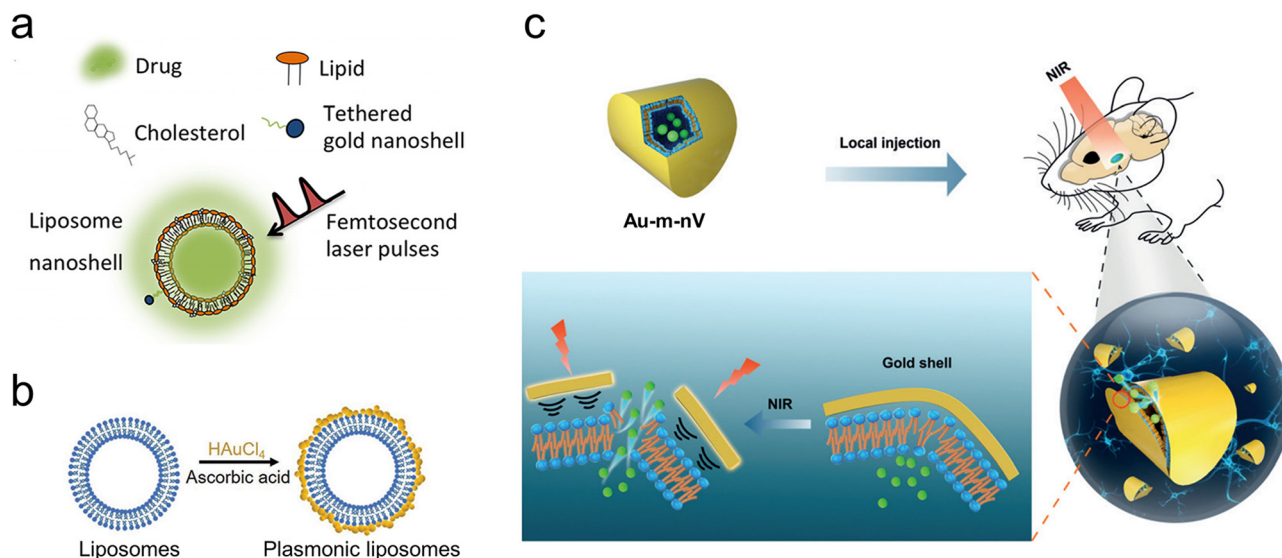 a
Drug
Lipid
Cholesterol
Tethered
gold nanoshell
Liposome
nanoshell
Femtosecond
laser pulses
b
HAuCl4
Ascorbic acid
Liposomes
Plasmonic liposomes
c
Au-m-nV
Local injection
NIR
Gold shell
NIR